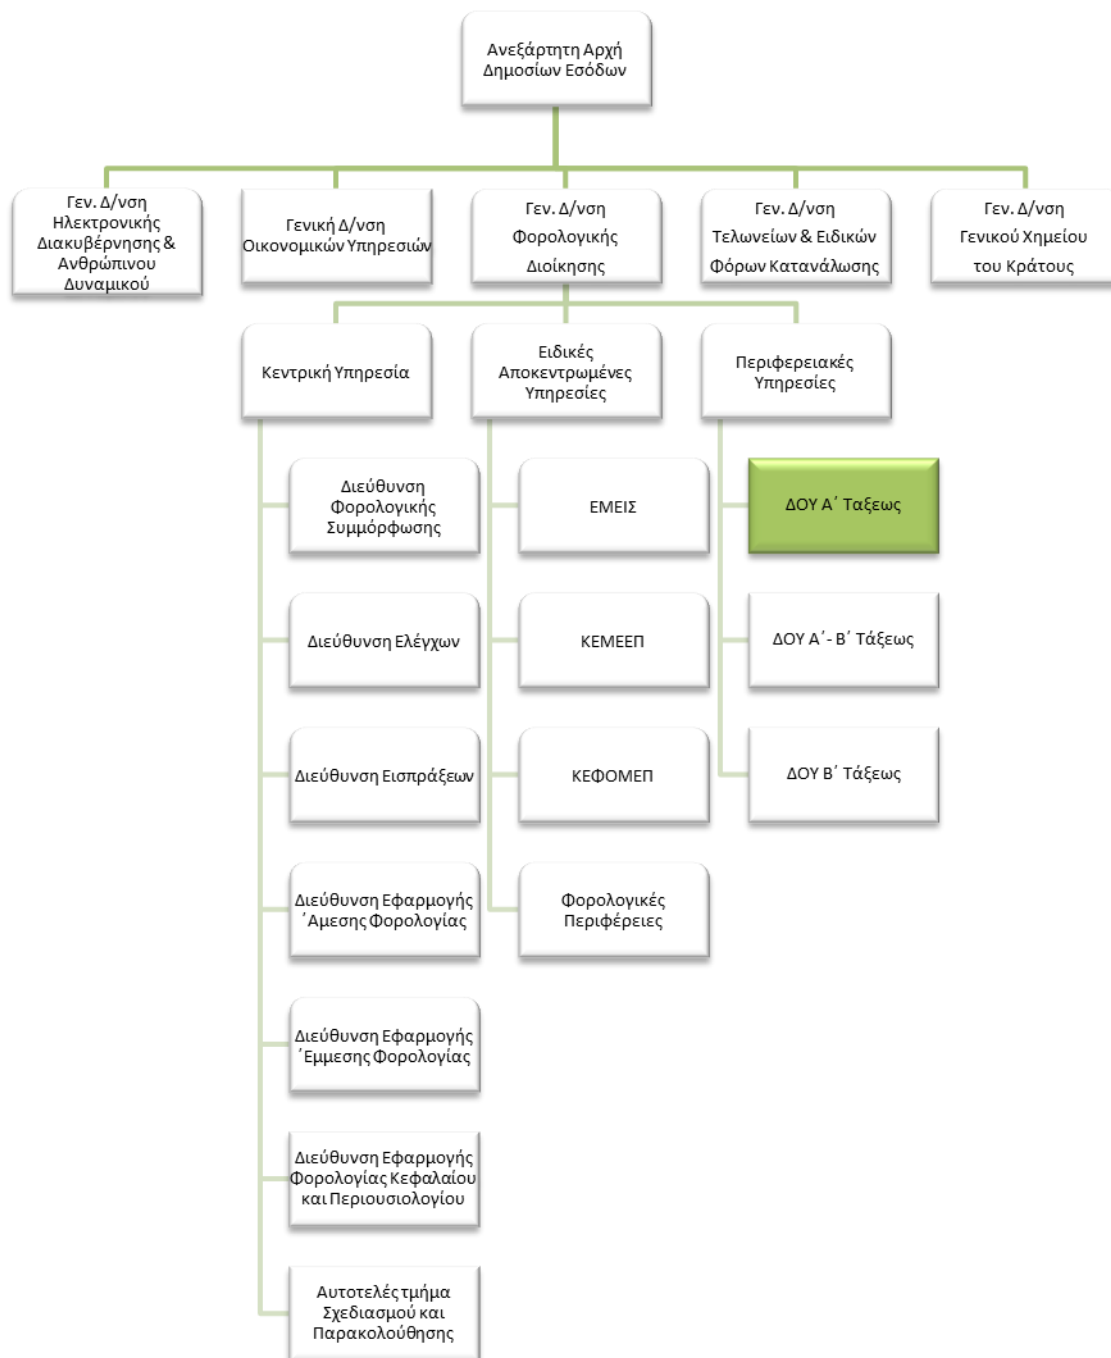 Ανεξάρτητη Αρχή
Δημοσίων Εσόδων
Γεν. Δ/νση
Ηλεκτρονικής
Διακυβέρνησης &
Ανθρώπινου
Δυναμικού
Γενική Δ/νση
Οικονομικών Υπηρεσιών
Γεν. Δ/νση
Φορολογικής
Διοίκησης
Γεν. Δ/νση
Τελωνείων & Ειδικών
Φόρων Κατανάλωσης
Γεν. Δ/νση
Γενικού Χημείου
του Κράτους
Κεντρική Υπηρεσία
Ειδικές
Αποκεντρωμένες
Υπηρεσίες
Περιφερειακές
Υπηρεσίες
Διεύθυνση
Φορολογικής
Συμμόρφωσης
ΕΜΕΙΣ
ΔΟΥ Α΄ Ταξεως
Διεύθυνση Ελέγχων
ΚΕΜΕΕΠ
ΔΟΥ Α΄- Β΄ Τάξεως
Διεύθυνση Εισπράξεων
ΚΕΦΟΜΕΠ
ΔΟΥ Β΄ Τάξεως
Διεύθυνση Εφαρμογής
΄Αμεσης Φορολογίας
Φορολογικές
Περιφέρειες
Διεύθυνση Εφαρμογής
΄Εμμεσης Φορολογίας
Διεύθυνση Εφαρμογής
Φορολογίας Κεφαλαίου
και Περιουσιολογίου
Αυτοτελές τμήμα
Σχεδιασμού και
Παρακολούθησης